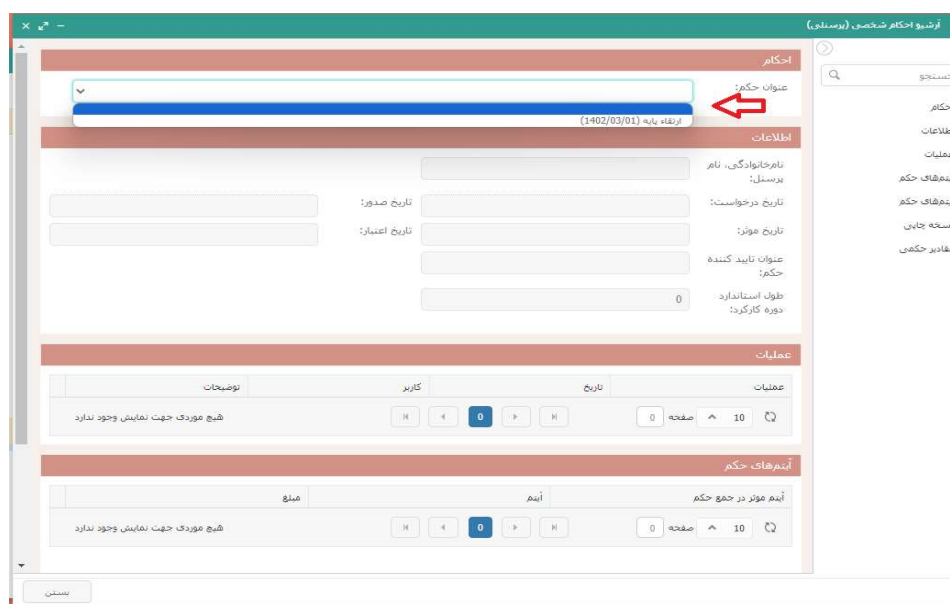 آرشیو احکام شخصی (پرسنلی)
جستجو
احکام
اطلاعات
عملیات
آیتم‌های حکم
آیتم‌های حکم
نسخه چاپی
مقادیر حکمی
احکام
عنوان حکم:
ارتقاء پایه (1402/03/01)
اطلاعات
نام‌خانوادگی، نام
پرسنل:
تاریخ درخواست:
تاریخ صدور:
تاریخ موثر:
تاریخ اعتبار:
عنوان تایید کننده
حکم:
طول استاندارد
دوره کارکرد:
0
عملیات
عملیات تاریخ کاربر توضیحات
10 صفحه 0 0 هیچ موردی جهت نمایش وجود ندارد
آیتم‌های حکم
آیتم موثر در جمع حکم آیتم مبلغ
10 صفحه 0 0 هیچ موردی جهت نمایش وجود ندارد
بستن